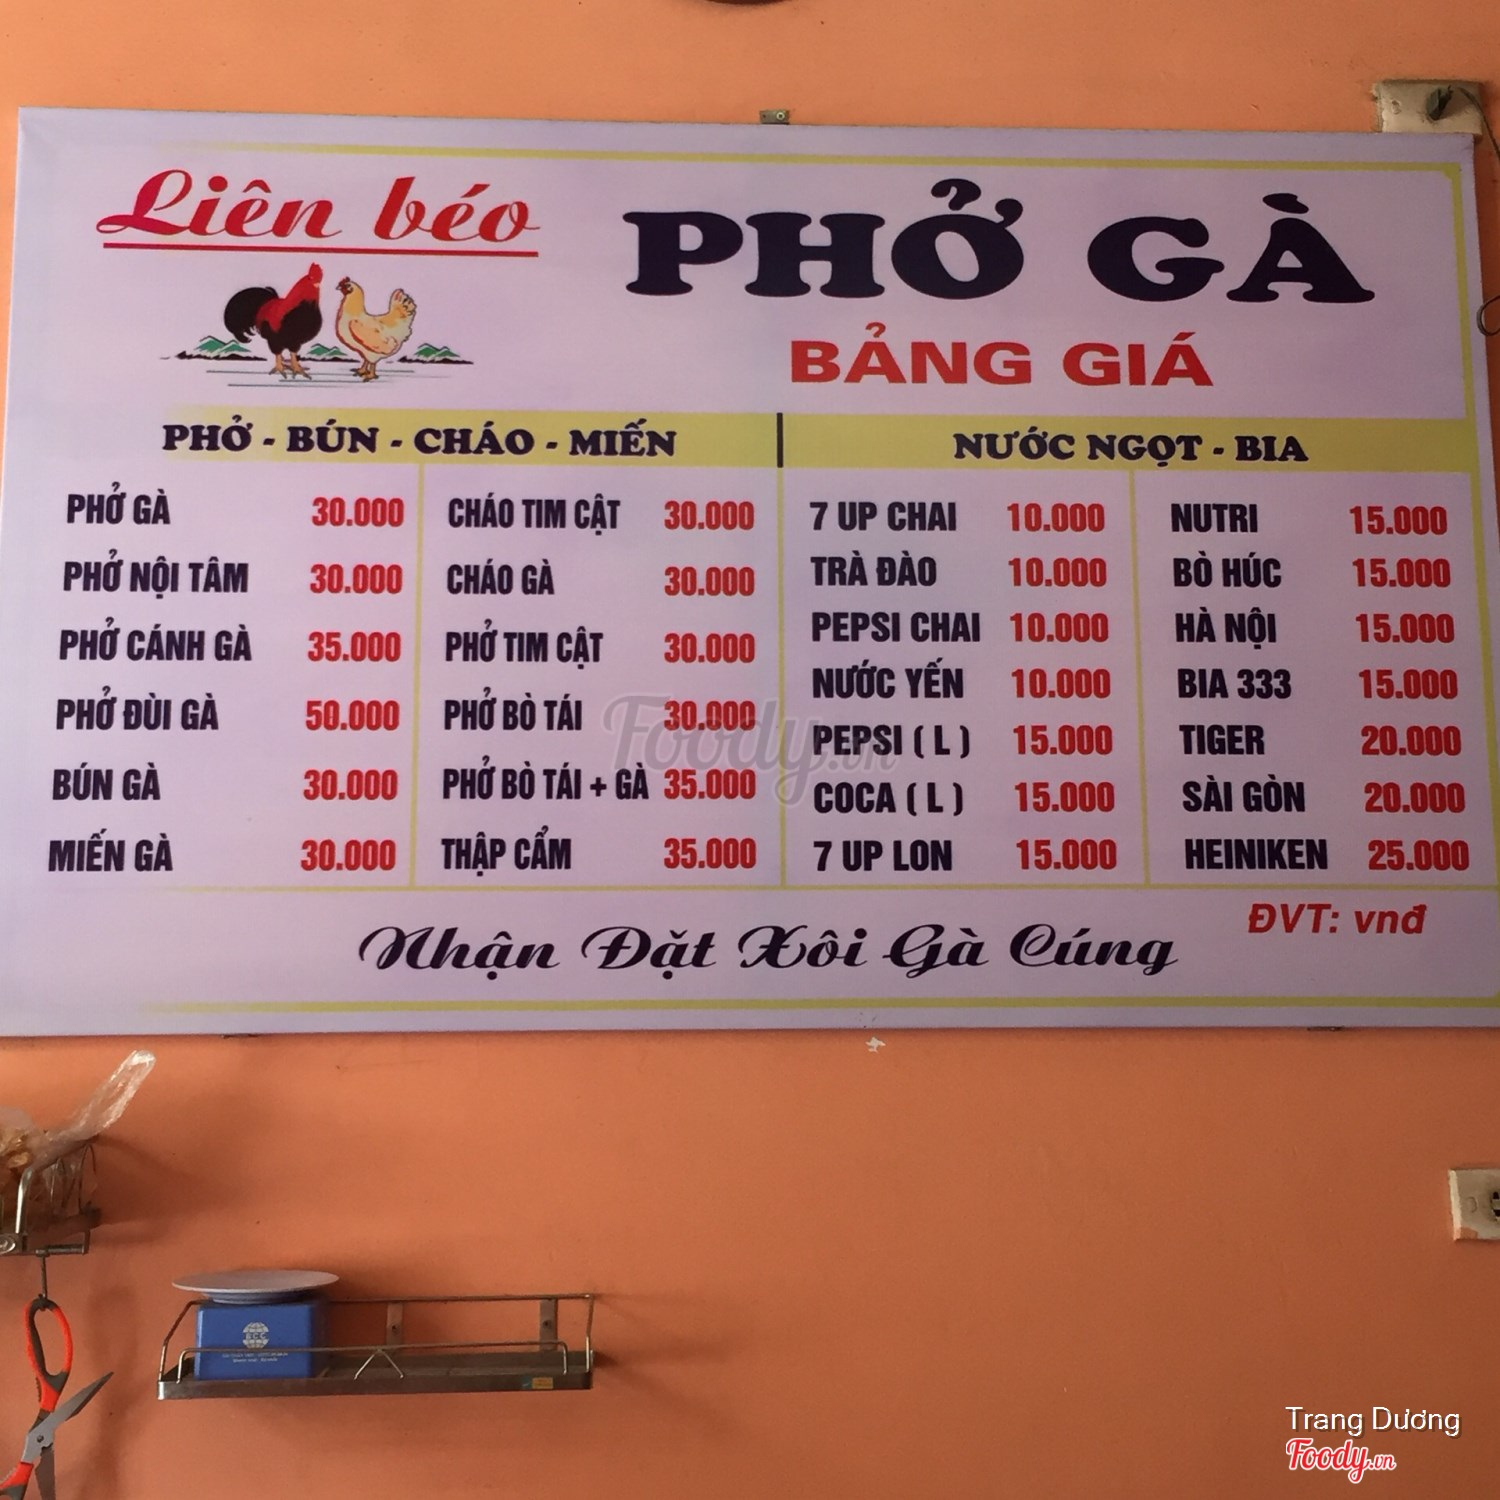 Liên béo
PHỞ GÀ
BẢNG GIÁ
PHỞ - BÚN - CHÁO - MIẾN
NƯỚC NGỌT - BIA
PHỞ GÀ 30.000
PHỞ NỘI TÂM 30.000
PHỞ CÁNH GÀ 35.000
PHỞ ĐÙI GÀ 50.000
BÚN GÀ 30.000
MIẾN GÀ 30.000
CHÁO TIM CẬT 30.000
CHÁO GÀ 30.000
PHỞ TIM CẬT 30.000
PHỞ BÒ TÁI 30.000
PHỞ BÒ TÁI + GÀ 35.000
THẬP CẨM 35.000
7 UP CHAI 10.000
TRÀ ĐÀO 10.000
PEPSI CHAI 10.000
NƯỚC YẾN 10.000
PEPSI ( L ) 15.000
COCA ( L ) 15.000
7 UP LON 15.000
NUTRI 15.000
BÒ HÚC 15.000
HÀ NỘI 15.000
BIA 333 15.000
TIGER 20.000
SÀI GÒN 20.000
HEINIKEN 25.000
ĐVT: vnđ
Nhận Đặt Xôi Gà Cúng
Foody.vn
BCC
Trang Dương
Foody.vn